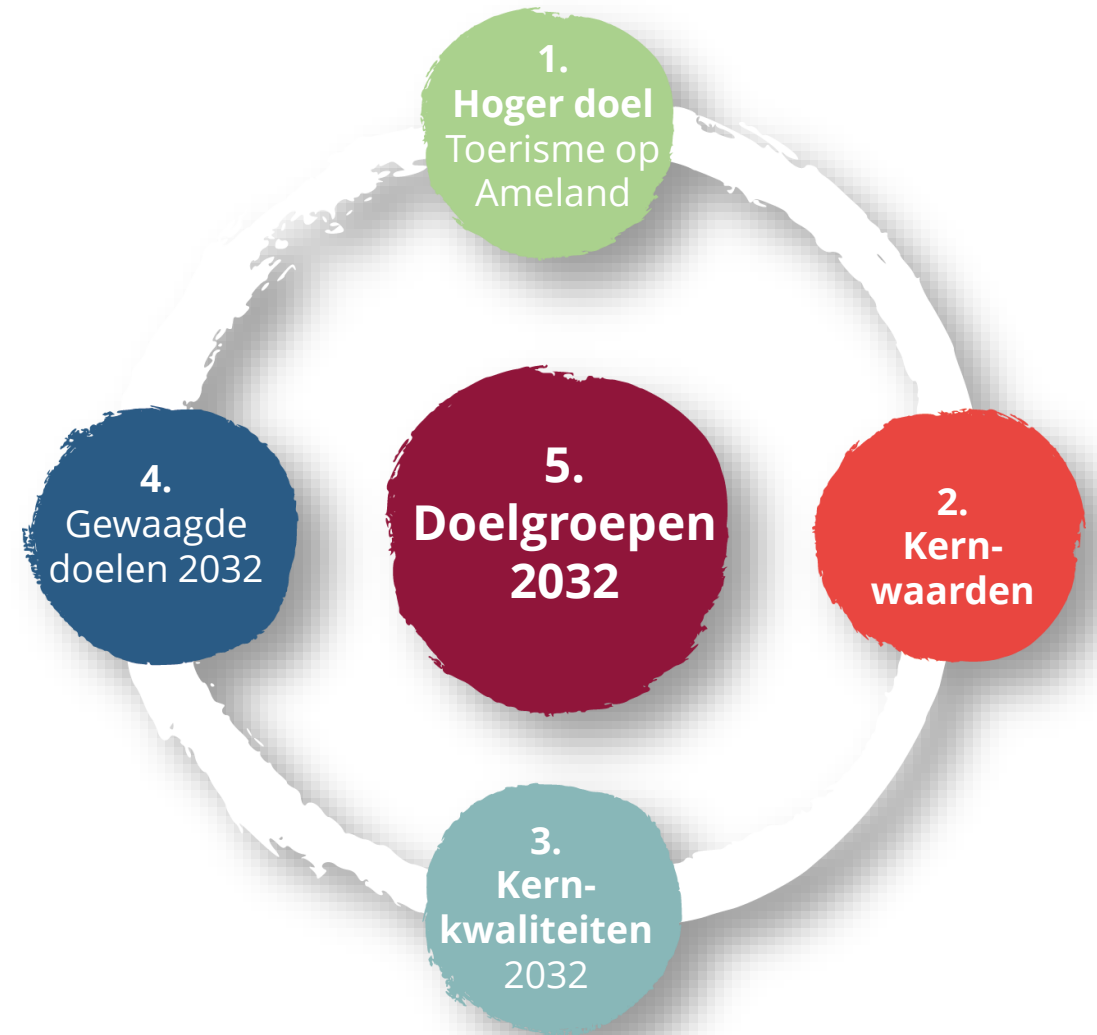 1.
Hoger doel
Toerisme op
Ameland
2.
Kern-
waarden
3.
Kern-
kwaliteiten
2032
4.
Gewaagde
doelen 2032
5.
Doelgroepen
2032